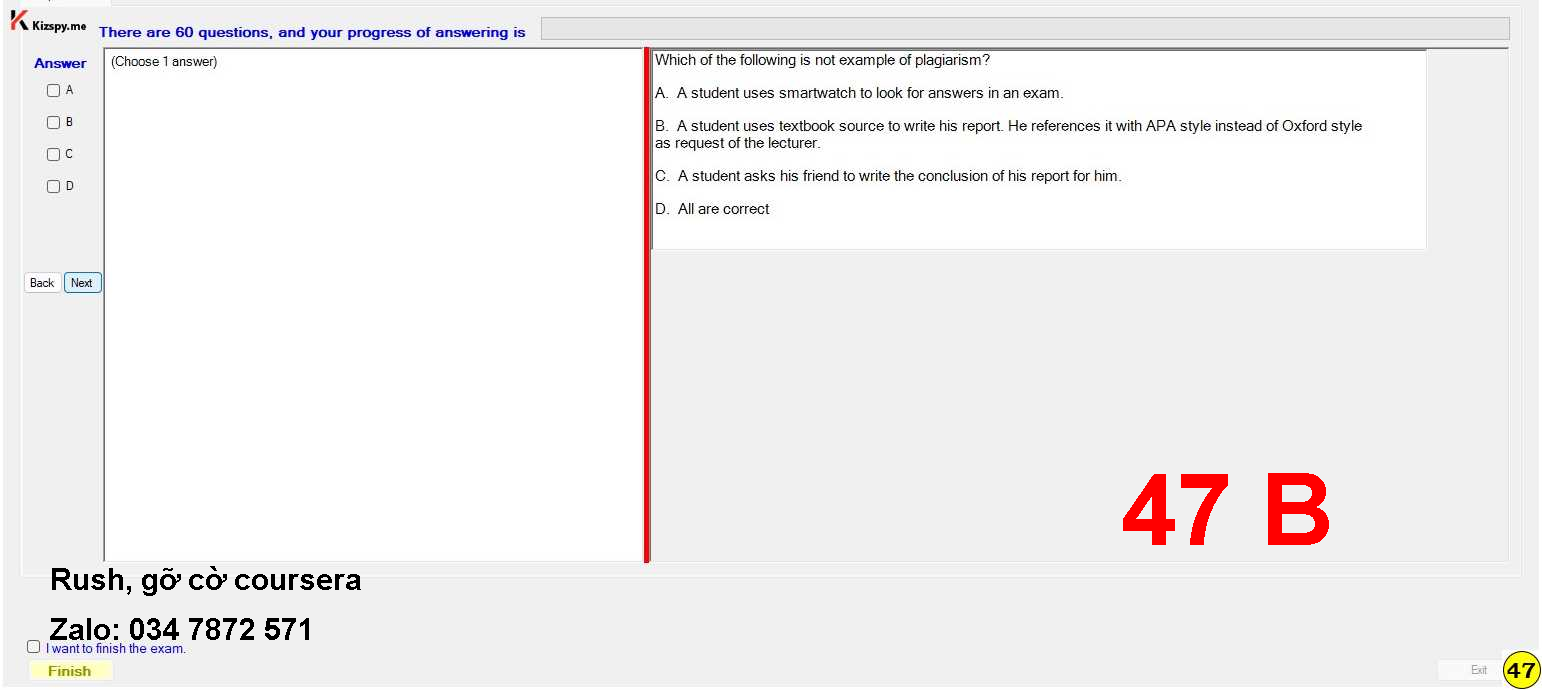 Kizspy.me
There are 60 questions, and your progress of answering is
Answer
A
B
C
D
Back Next
(Choose 1 answer)
Which of the following is not example of plagiarism?
A. A student uses smartwatch to look for answers in an exam.
B. A student uses textbook source to write his report. He references it with APA style instead of Oxford style
as request of the lecturer.
C. A student asks his friend to write the conclusion of his report for him.
D. All are correct
47 B
Rush, gỡ cờ coursera
Zalo: 034 7872 571
I want to finish the exam.
Finish
Exit
47